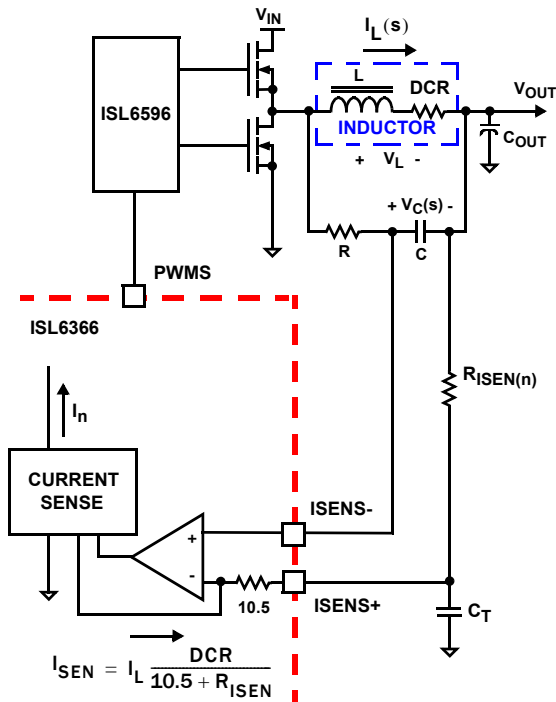 V_IN
I_L(s)
ISL6596
L
DCR
V_OUT
INDUCTOR
C_OUT
+ V_L -
+ V_C(s) -
R
C
PWMS
ISL6366
R_ISEN(n)
I_n
CURRENT
SENSE
ISENS-
+
-
10.5
ISENS+
C_T
I_SEN = I_L DCR / 10.5 + R_ISEN